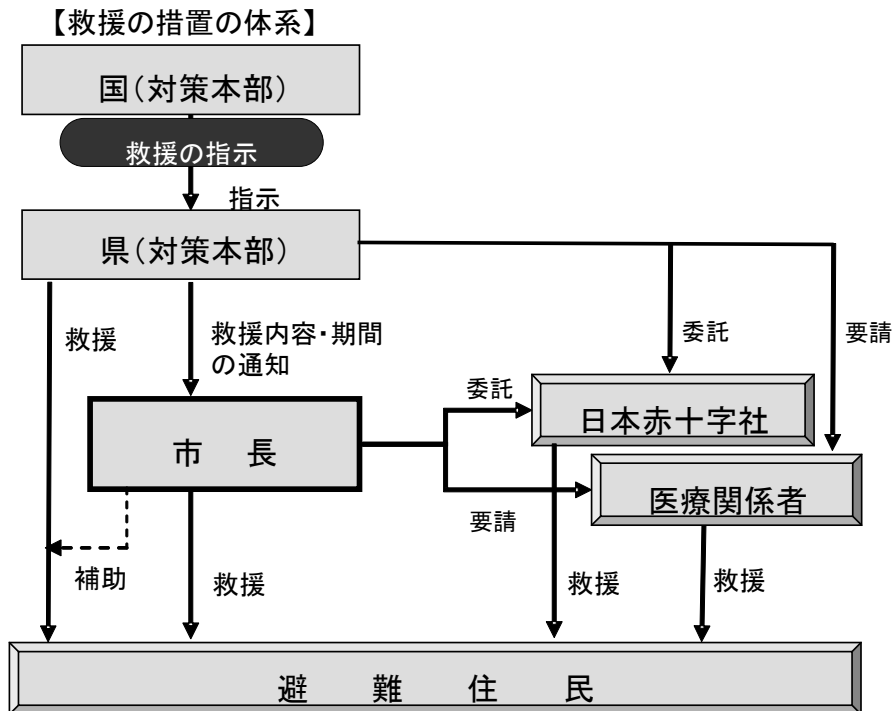 【救援の措置の体系】
国(対策本部)
救援の指示
指示
県(対策本部)
救援
救援内容・期間
の通知
委託
要請
委託
日本赤十字社
市 長
医療関係者
要請
補助
救援
救援
救援
避 難 住 民